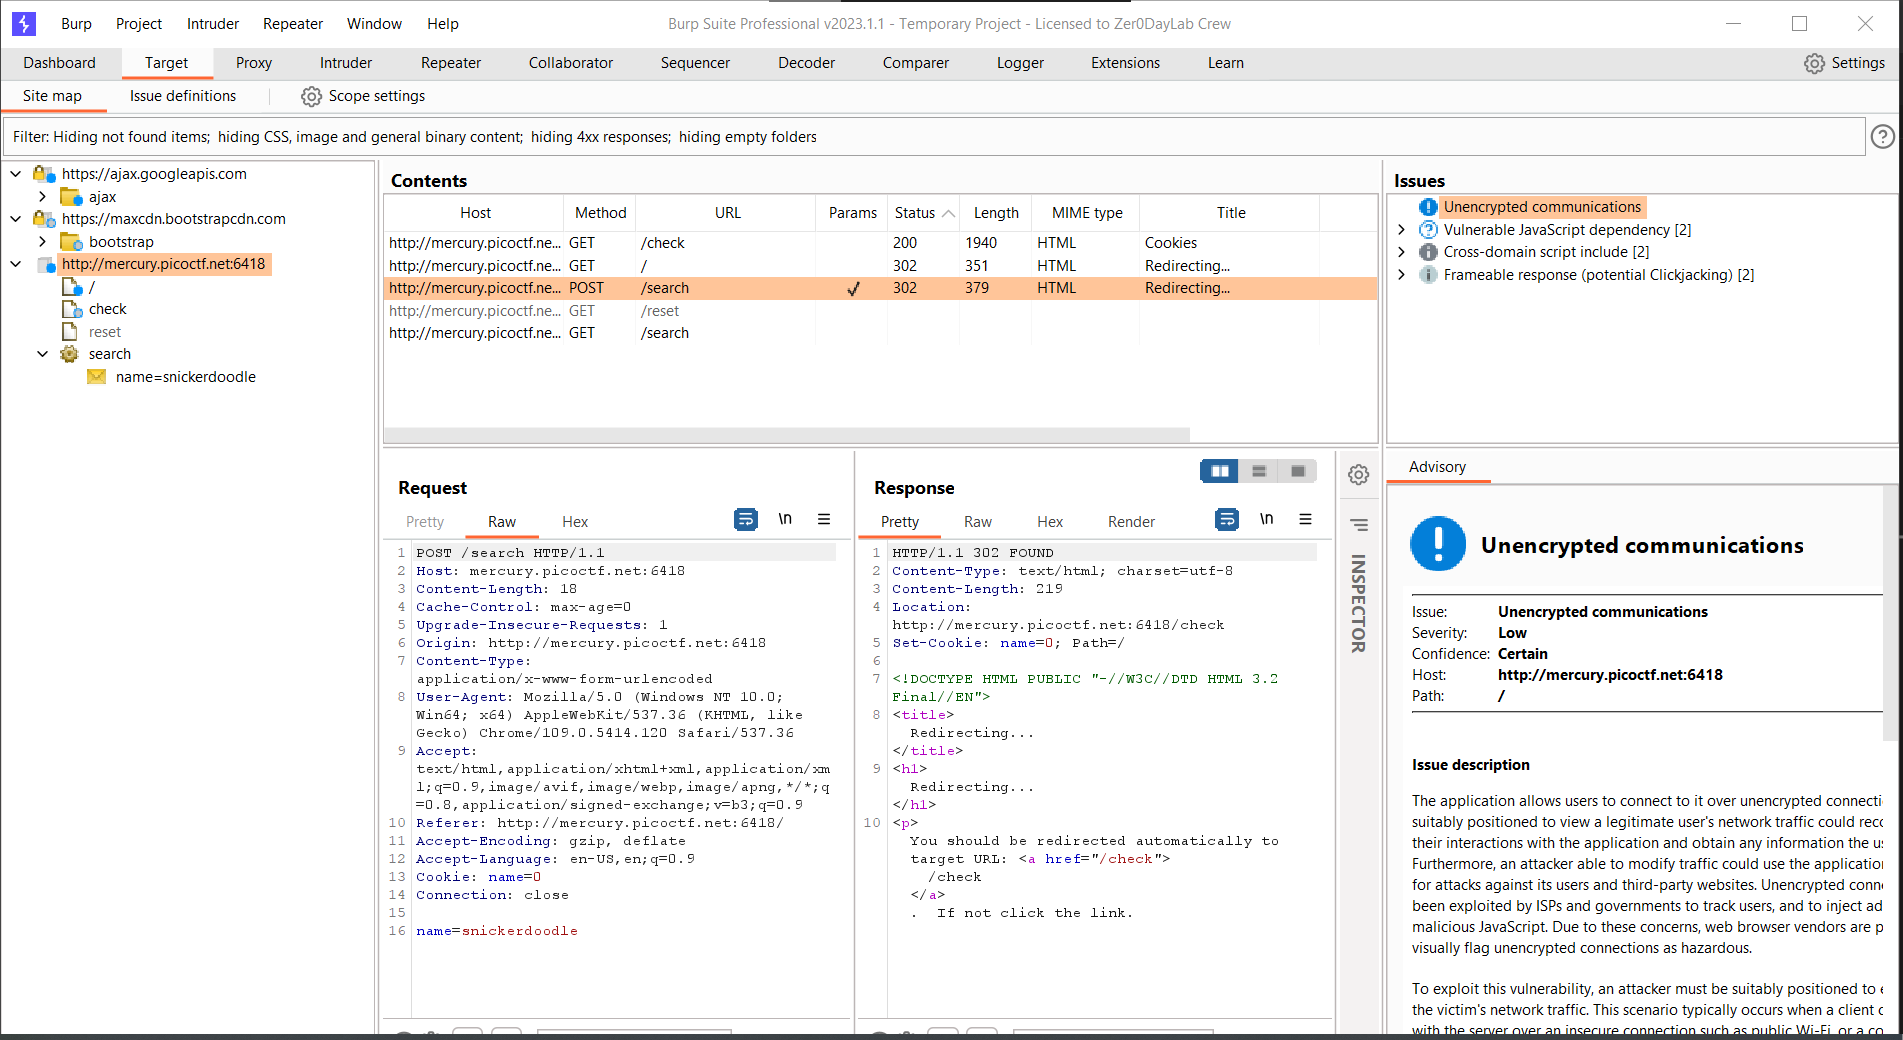 Burp Project Intruder Repeater Window Help
Burp Suite Professional v2023.1.1 - Temporary Project - Licensed to Zer0DayLab Crew
Dashboard Target Proxy Intruder Repeater Collaborator Sequencer Decoder Comparer Logger Extensions Learn Settings
Site map Issue definitions Scope settings
Filter: Hiding not found items; hiding CSS, image and general binary content; hiding 4xx responses; hiding empty folders
https://ajax.googleapis.com
ajax
https://maxcdn.bootstrapcdn.com
bootstrap
http://mercury.picoctf.net:6418
/
check
reset
search
name=snickerdoodle
Contents
Host Method URL Params Status Length MIME type Title
http://mercury.picoctf.ne... GET /check 200 1940 HTML Cookies
http://mercury.picoctf.ne... GET / 302 351 HTML Redirecting...
http://mercury.picoctf.ne... POST /search ✓ 302 379 HTML Redirecting...
http://mercury.picoctf.ne... GET /reset
http://mercury.picoctf.ne... GET /search
Request
Pretty Raw Hex \n
1 POST /search HTTP/1.1
2 Host: mercury.picoctf.net:6418
3 Content-Length: 18
4 Cache-Control: max-age=0
5 Upgrade-Insecure-Requests: 1
6 Origin: http://mercury.picoctf.net:6418
7 Content-Type:
application/x-www-form-urlencoded
8 User-Agent: Mozilla/5.0 (Windows NT 10.0;
Win64; x64) AppleWebKit/537.36 (KHTML, like
Gecko) Chrome/109.0.5414.120 Safari/537.36
9 Accept:
text/html,application/xhtml+xml,application/xm
l;q=0.9,image/avif,image/webp,image/apng,*/*;q
=0.8,application/signed-exchange;v=b3;q=0.9
10 Referer: http://mercury.picoctf.net:6418/
11 Accept-Encoding: gzip, deflate
12 Accept-Language: en-US,en;q=0.9
13 Cookie: name=0
14 Connection: close
15
16 name=snickerdoodle
Response
Pretty Raw Hex Render \n
1 HTTP/1.1 302 FOUND
2 Content-Type: text/html; charset=utf-8
3 Content-Length: 219
4 Location:
http://mercury.picoctf.net:6418/check
5 Set-Cookie: name=0; Path=/
6
7 <!DOCTYPE HTML PUBLIC "-//W3C//DTD HTML 3.2
Final//EN">
8 <title>
Redirecting...
</title>
9 <h1>
Redirecting...
</h1>
10 <p>
You should be redirected automatically to
target URL: <a href="/check">
/check
</a>
. If not click the link.
INSPECTOR
Issues
Unencrypted communications
Vulnerable JavaScript dependency [2]
Cross-domain script include [2]
Frameable response (potential Clickjacking) [2]
Advisory
Unencrypted communications
Issue: Unencrypted communications
Severity: Low
Confidence: Certain
Host: http://mercury.picoctf.net:6418
Path: /
Issue description
The application allows users to connect to it over unencrypted connecti
suitably positioned to view a legitimate user's network traffic could reco
their interactions with the application and obtain any information the us
Furthermore, an attacker able to modify traffic could use the application
for attacks against its users and third-party websites. Unencrypted conne
been exploited by ISPs and governments to track users, and to inject ad
malicious JavaScript. Due to these concerns, web browser vendors are p
visually flag unencrypted connections as hazardous.
To exploit this vulnerability, an attacker must be suitably positioned to e
the victim's network traffic. This scenario typically occurs when a client c
with the server over an insecure connection such as public Wi-Fi, or a co